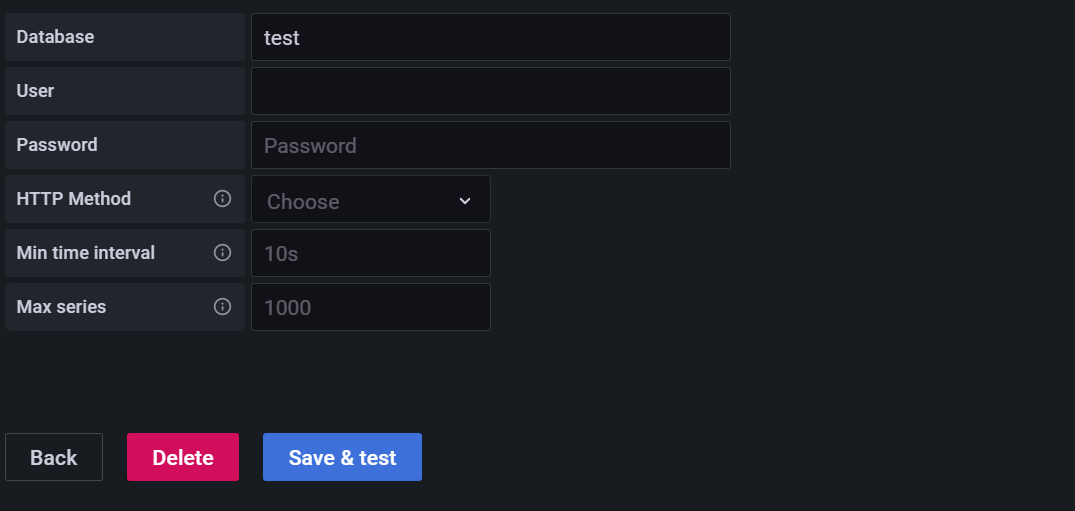 Database test
User
Password Password
HTTP Method Choose
Min time interval 10s
Max series 1000
Back Delete Save & test